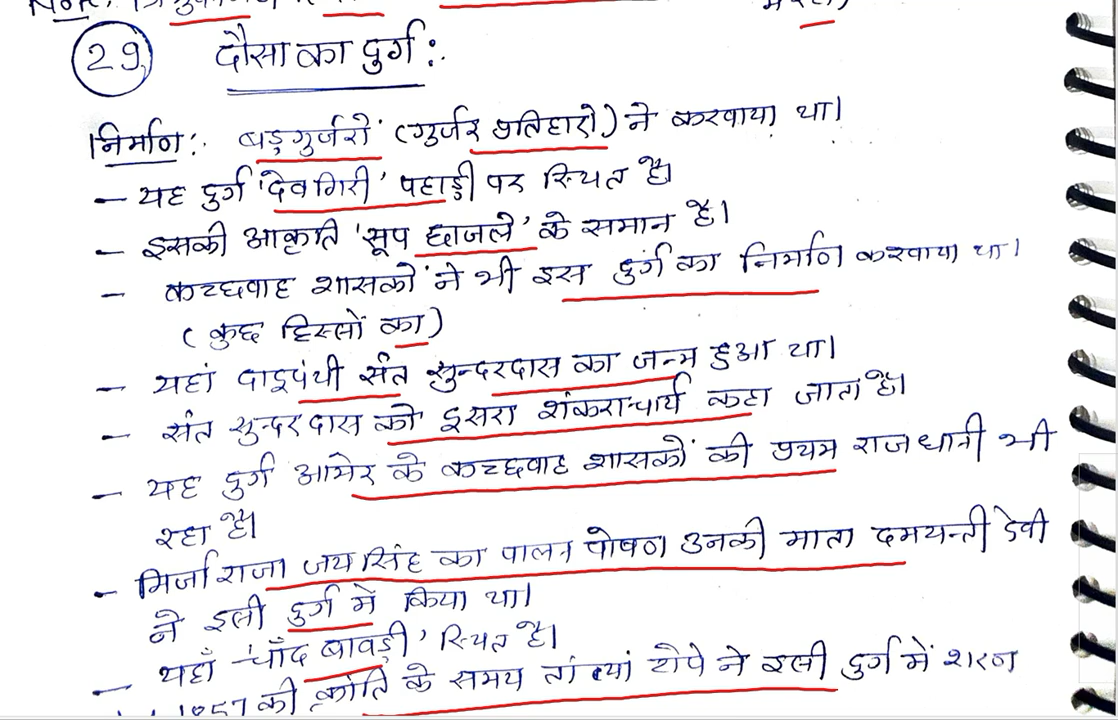 Note:
(29) दौसा का दुर्ग:.
निर्माण:. बड़गुर्जरों (गुर्जर प्रतिहारो) ने करवाया था।
- यह दुर्ग 'देवगिरी' पहाड़ी पर स्थित है।
- इसकी आकृति 'सूप छाजले' के समान है।
- कच्छवाह शासकों ने भी इस दुर्ग का निर्माण करवाया था।
( कुछ हिस्सों का)
- यहां दादूपंथी संत सुन्दरदास का जन्म हुआ था।
- संत सुन्दरदास को दूसरा शंकराचार्य कहा जाता है।
- यह दुर्ग आमेर के कच्छवाह शासकों की प्रथम राजधानी भी
रहा है।
- मिर्जा राजा जयसिंह का पालन पोषण उनकी माता दमयन्ती देवी
ने इसी दुर्ग में किया था।
- यहाँ 'चाँद बावड़ी' स्थित है।
1857 की क्रांति के समय तांत्यां टोपे ने इसी दुर्ग में शरण